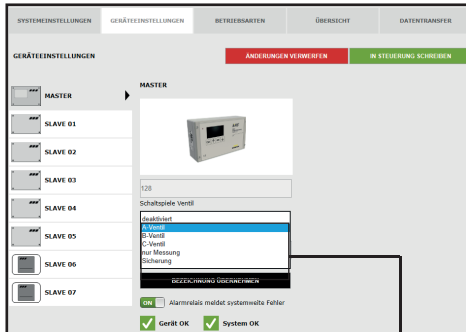 SYSTEMEINSTELLUNGEN GERÄTEEINSTELLUNGEN BETRIEBSARTEN ÜBERSICHT DATENTRANSFER
GERÄTEEINSTELLUNGEN ÄNDERUNGEN VERWERFEN IN STEUERUNG SCHREIBEN
MASTER
SLAVE 01
SLAVE 02
SLAVE 03
SLAVE 04
SLAVE 05
SLAVE 06
SLAVE 07
MASTER
128
Schaltspiele Ventil
deaktiviert
A-Ventil
B-Ventil
C-Ventil
nur Messung
Sicherung
BEZEICHNUNG ÜBERNEHMEN
ON Alarmrelais meldet systemweite Fehler
Gerät OK System OK